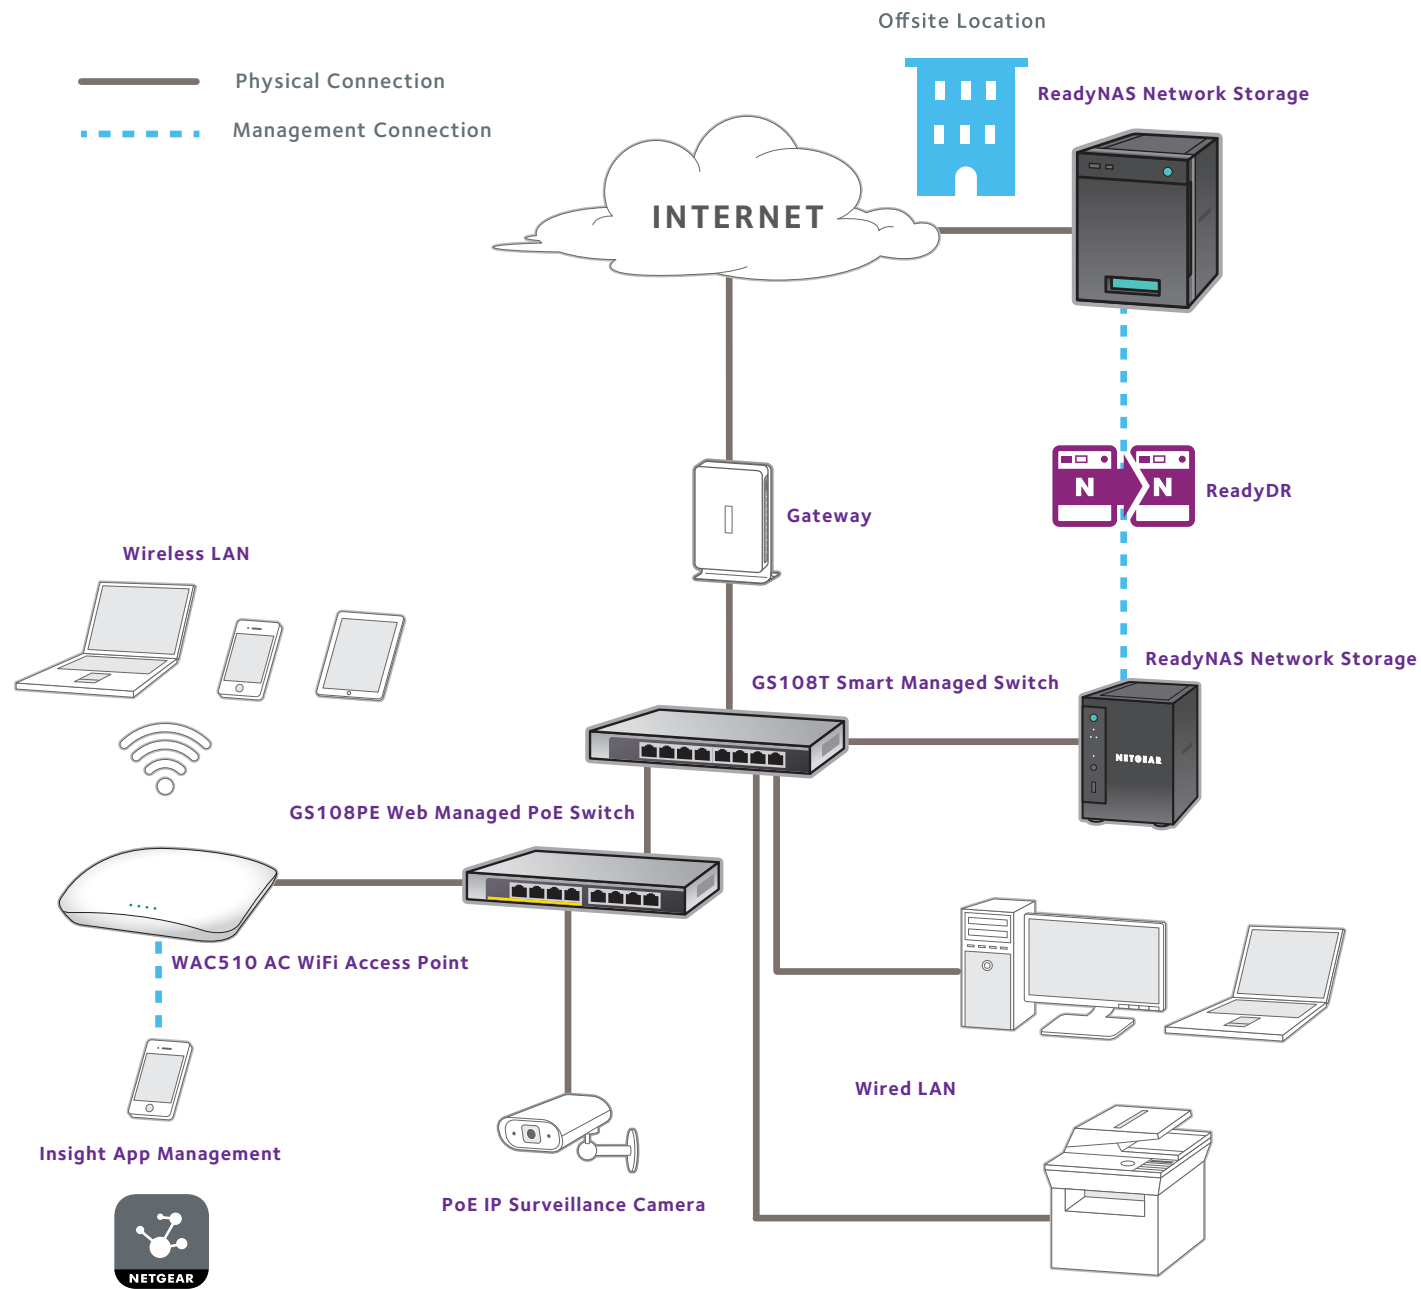 Offsite Location
Physical Connection
ReadyNAS Network Storage
Management Connection
INTERNET
N
N
ReadyDR
Gateway
Wireless LAN
ReadyNAS Network Storage
GS108T Smart Managed Switch
NETGEAR
GS108PE Web Managed PoE Switch
WAC510 AC WiFi Access Point
Wired LAN
Insight App Management
PoE IP Surveillance Camera
NETGEAR